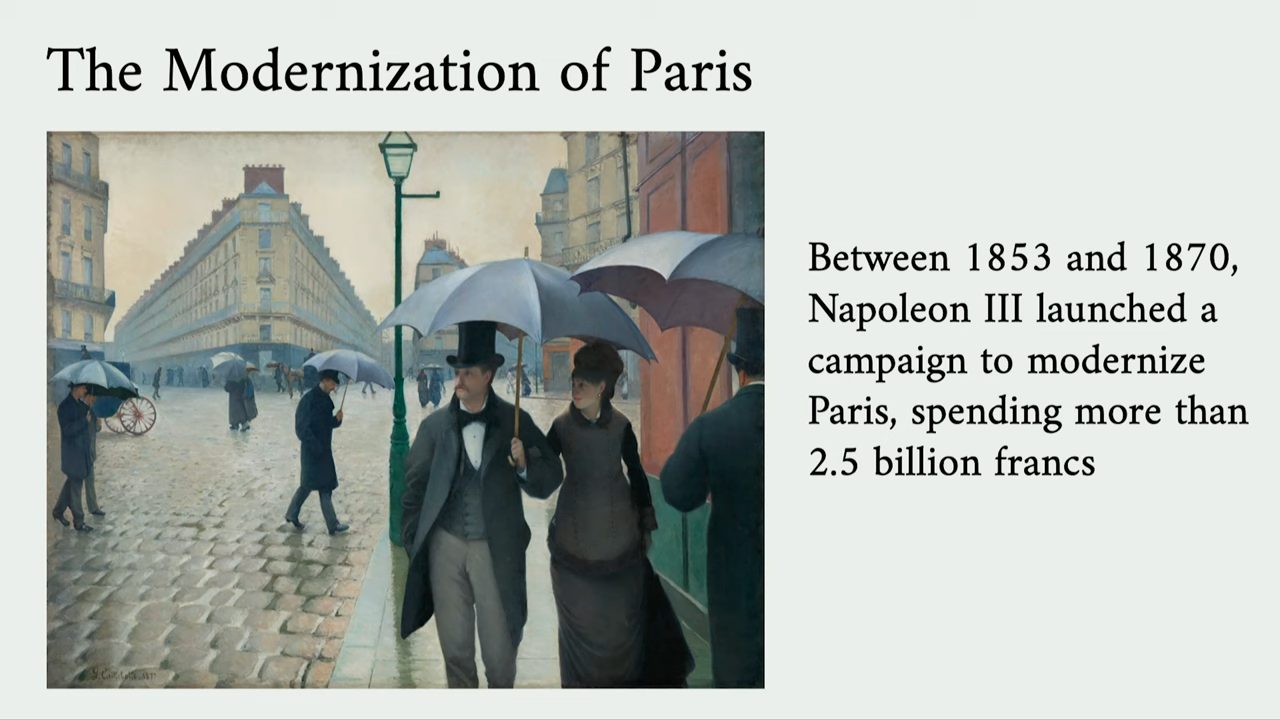 The Modernization of Paris
Between 1853 and 1870,
Napoleon III launched a
campaign to modernize
Paris, spending more than
2.5 billion francs